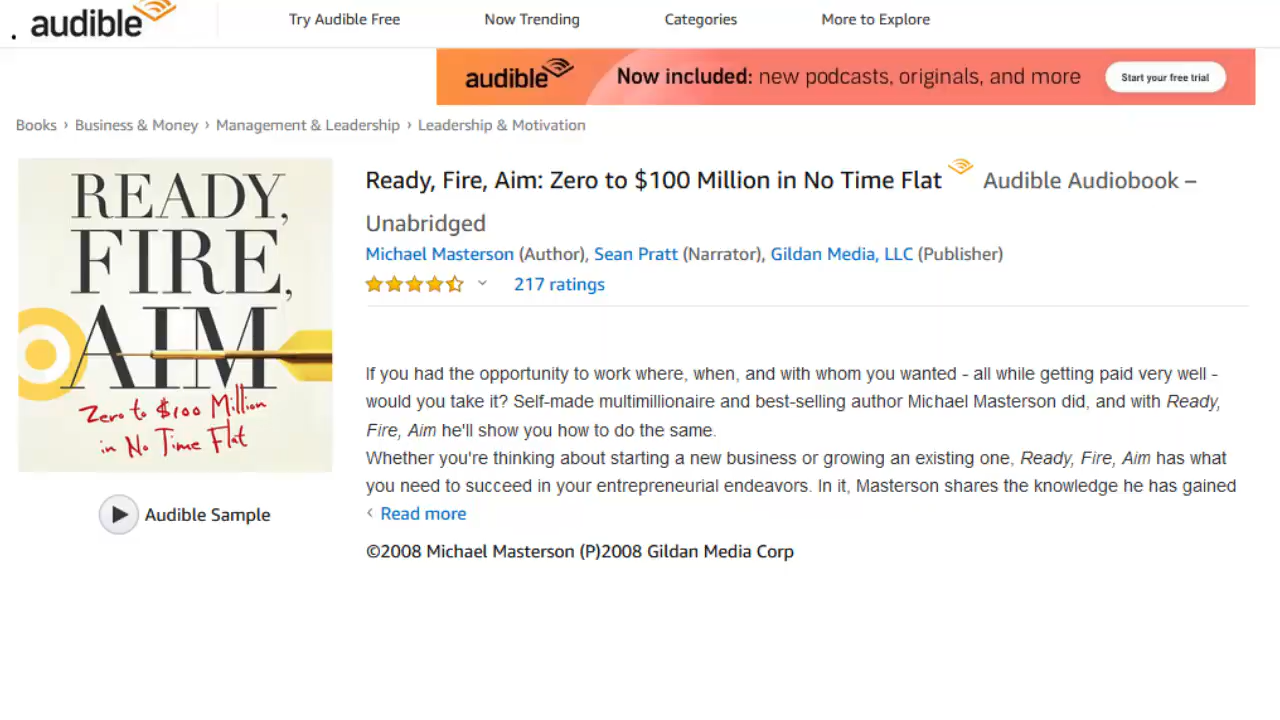 audible
Try Audible Free
Now Trending
Categories
More to Explore
audible Now included: new podcasts, originals, and more Start your free trial
Books › Business & Money › Management & Leadership › Leadership & Motivation
READY,
FIRE,
AIM
Zero to $100 Million
in No Time Flat
Audible Sample
Ready, Fire, Aim: Zero to $100 Million in No Time Flat Audible Audiobook –
Unabridged
Michael Masterson (Author), Sean Pratt (Narrator), Gildan Media, LLC (Publisher)
217 ratings
If you had the opportunity to work where, when, and with whom you wanted - all while getting paid very well -
would you take it? Self-made multimillionaire and best-selling author Michael Masterson did, and with Ready,
Fire, Aim he'll show you how to do the same.
Whether you're thinking about starting a new business or growing an existing one, Ready, Fire, Aim has what
you need to succeed in your entrepreneurial endeavors. In it, Masterson shares the knowledge he has gained
‹ Read more
©2008 Michael Masterson (P)2008 Gildan Media Corp